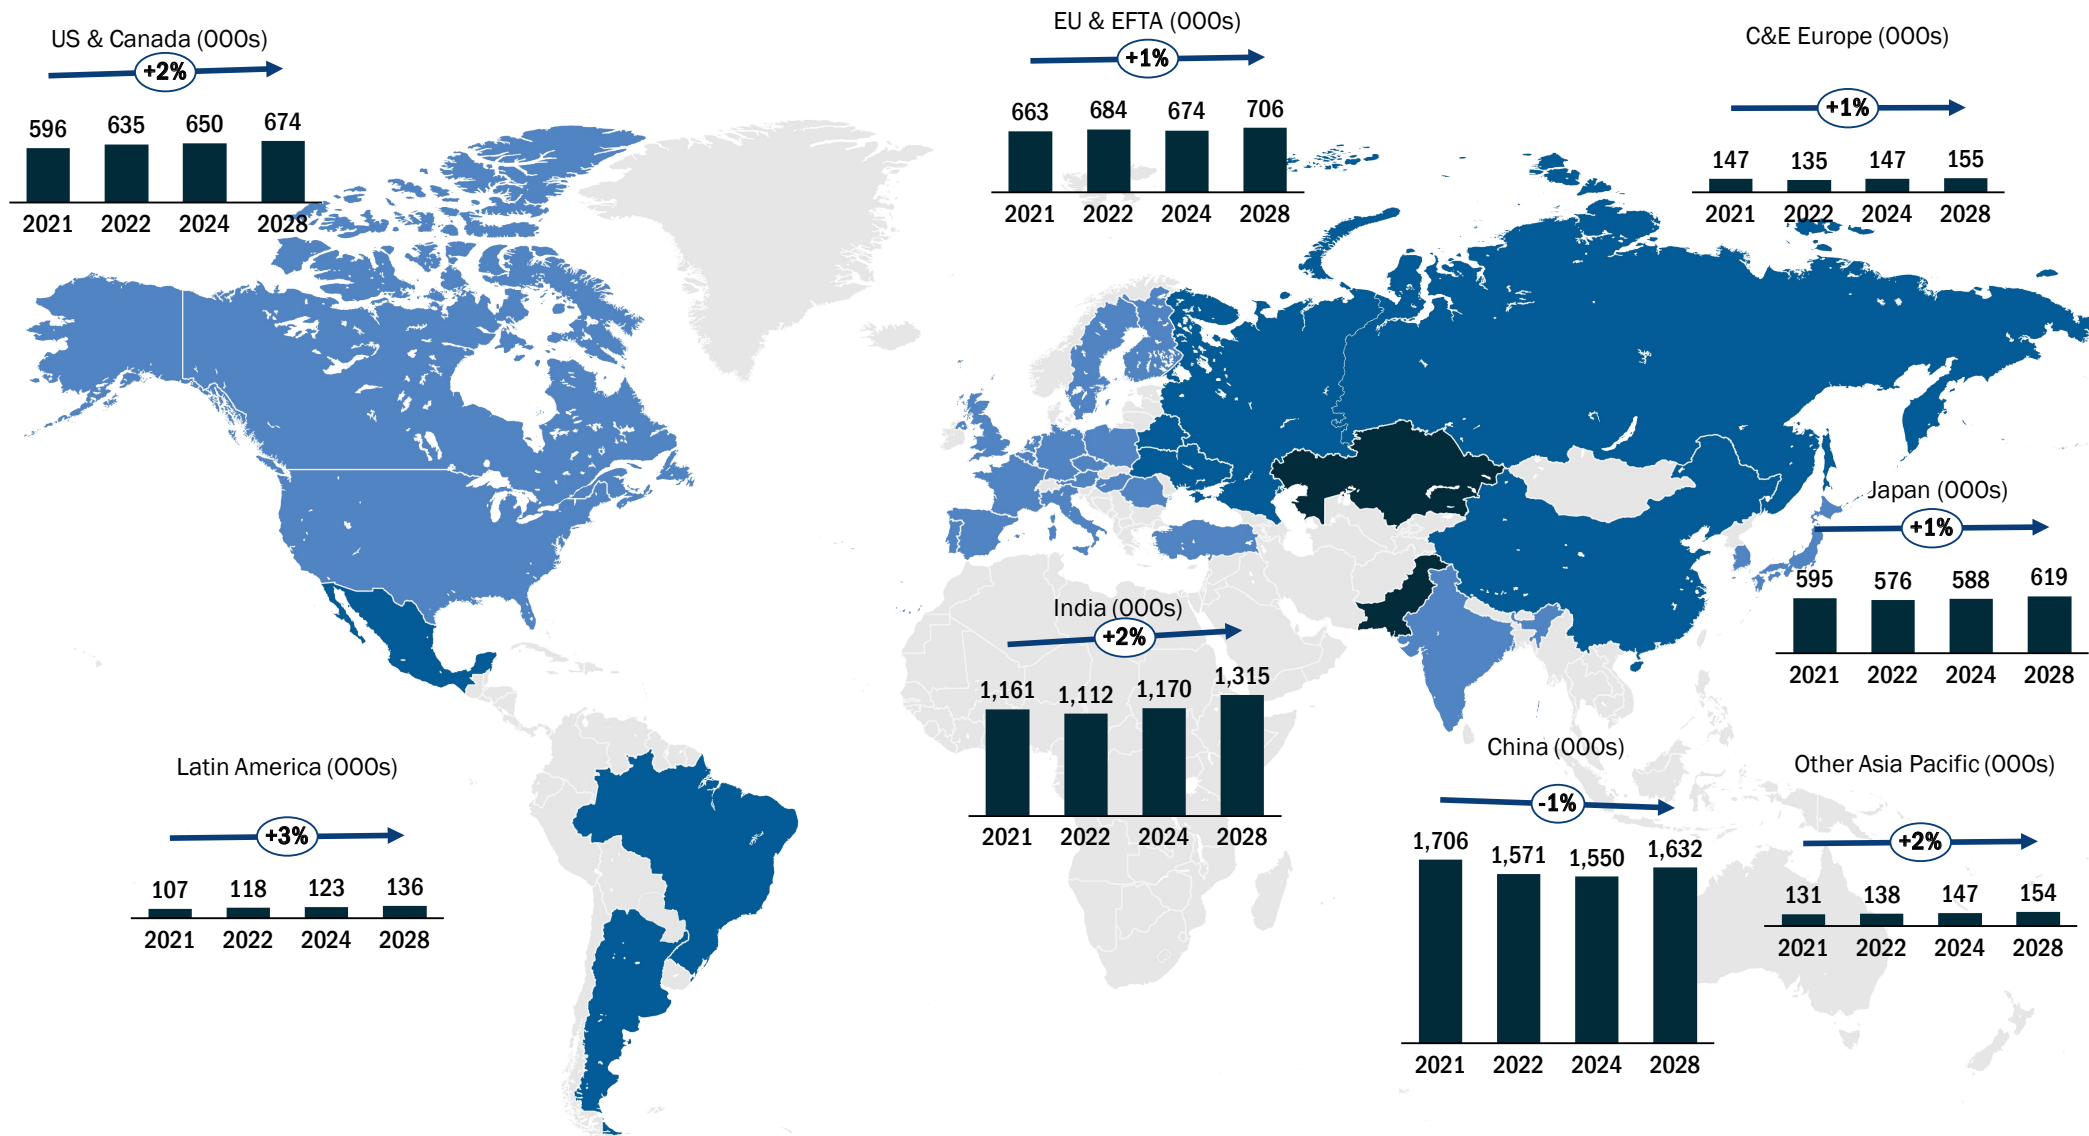 US & Canada (000s)
+2%
596 635 650 674
2021 2022 2024 2028
EU & EFTA (000s)
+1%
663 684 674 706
2021 2022 2024 2028
C&E Europe (000s)
+1%
147 135 147 155
2021 2022 2024 2028
Japan (000s)
+1%
595 576 588 619
2021 2022 2024 2028
India (000s)
+2%
1,161 1,112 1,170 1,315
2021 2022 2024 2028
Latin America (000s)
+3%
107 118 123 136
2021 2022 2024 2028
China (000s)
-1%
1,706 1,571 1,550 1,632
2021 2022 2024 2028
Other Asia Pacific (000s)
+2%
131 138 147 154
2021 2022 2024 2028